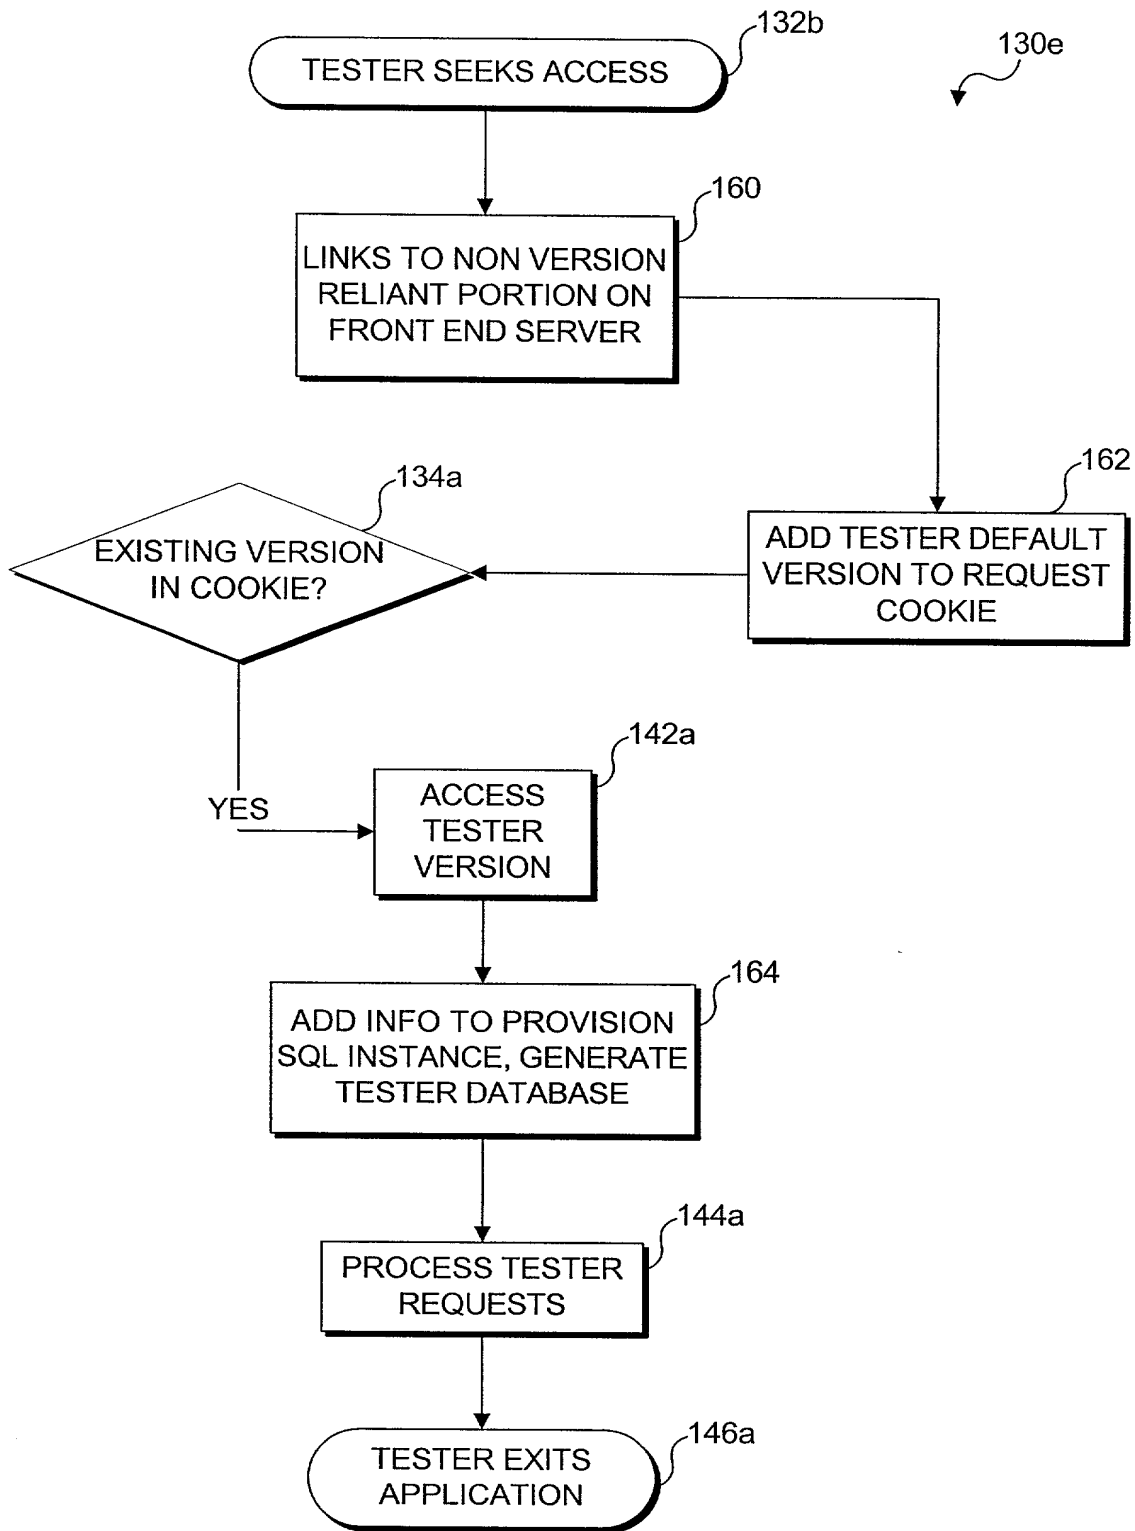 132b
130e
TESTER SEEKS ACCESS
160
LINKS TO NON VERSION
RELIANT PORTION ON
FRONT END SERVER
162
ADD TESTER DEFAULT
VERSION TO REQUEST
COOKIE
134a
EXISTING VERSION
IN COOKIE?
YES
142a
ACCESS
TESTER
VERSION
164
ADD INFO TO PROVISION
SQL INSTANCE, GENERATE
TESTER DATABASE
144a
PROCESS TESTER
REQUESTS
146a
TESTER EXITS
APPLICATION